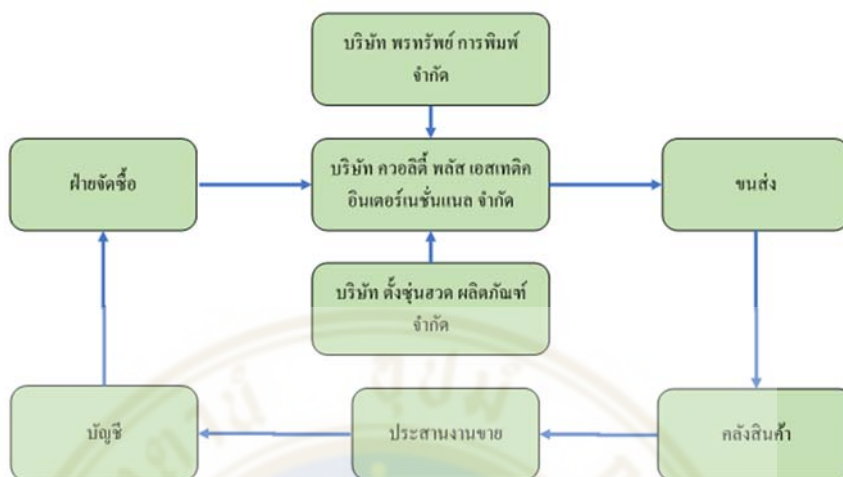 บริษัท พรทรัพย์ การพิมพ์
จำกัด
ฝ่ายจัดซื้อ
บริษัท ควอลิตี้ พลัส เอสเทติค
อินเตอร์เนชั่นแนล จำกัด
ขนส่ง
บริษัท ตั้งซุ่นฮวด ผลิตภัณฑ์
จำกัด
บัญชี
ประสานงานขาย
คลังสินค้า